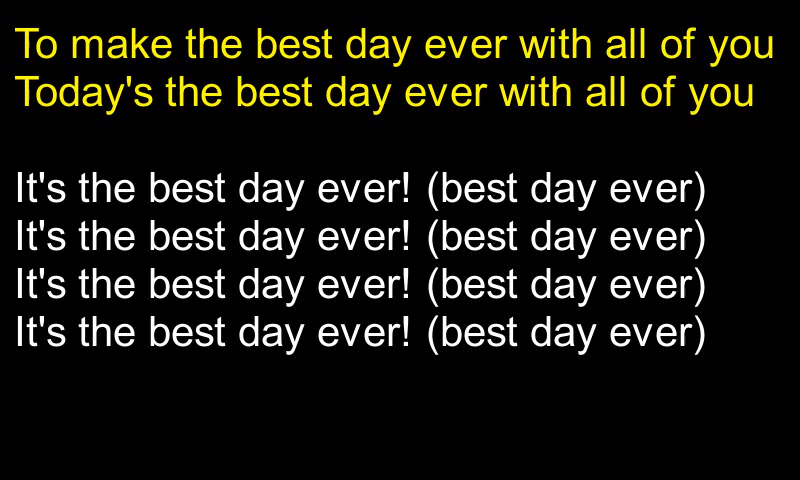 To make the best day ever with all of you
Today's the best day ever with all of you
It's the best day ever! (best day ever)
It's the best day ever! (best day ever)
It's the best day ever! (best day ever)
It's the best day ever! (best day ever)